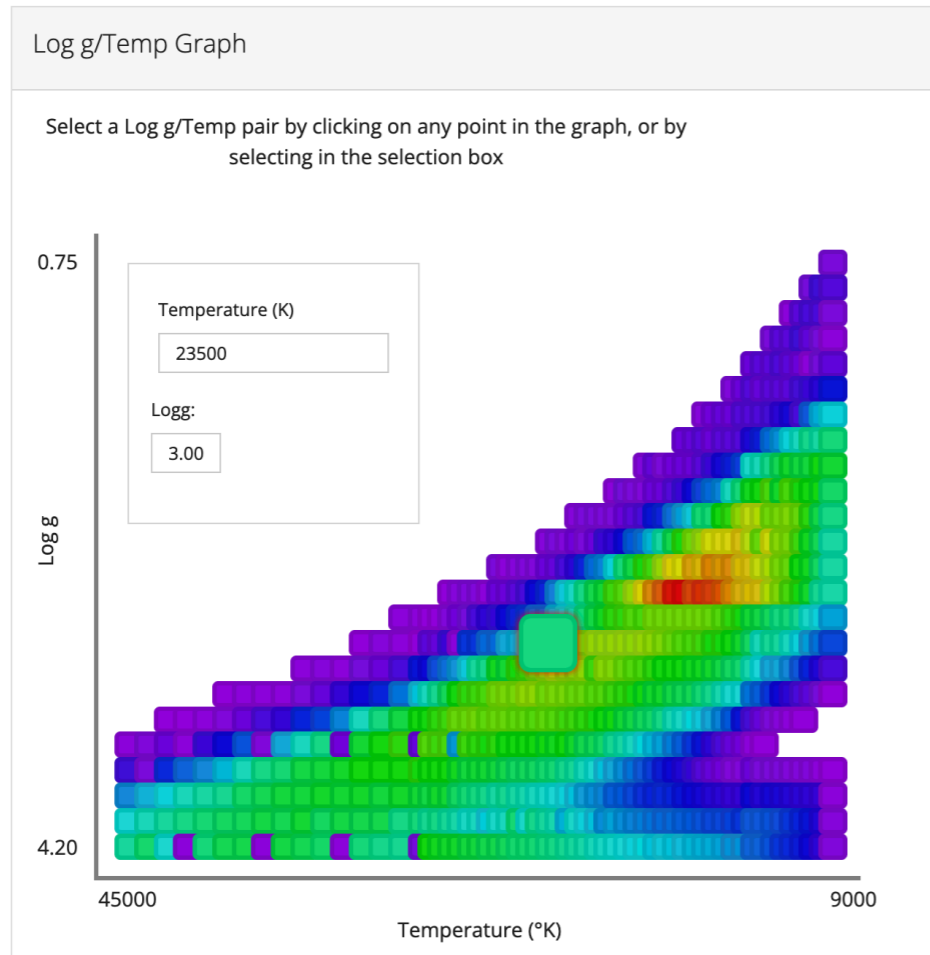 Log g/Temp Graph
Select a Log g/Temp pair by clicking on any point in the graph, or by
selecting in the selection box
0.75
Temperature (K)
23500
Logg:
3.00
Log g
4.20
45000
9000
Temperature (°K)